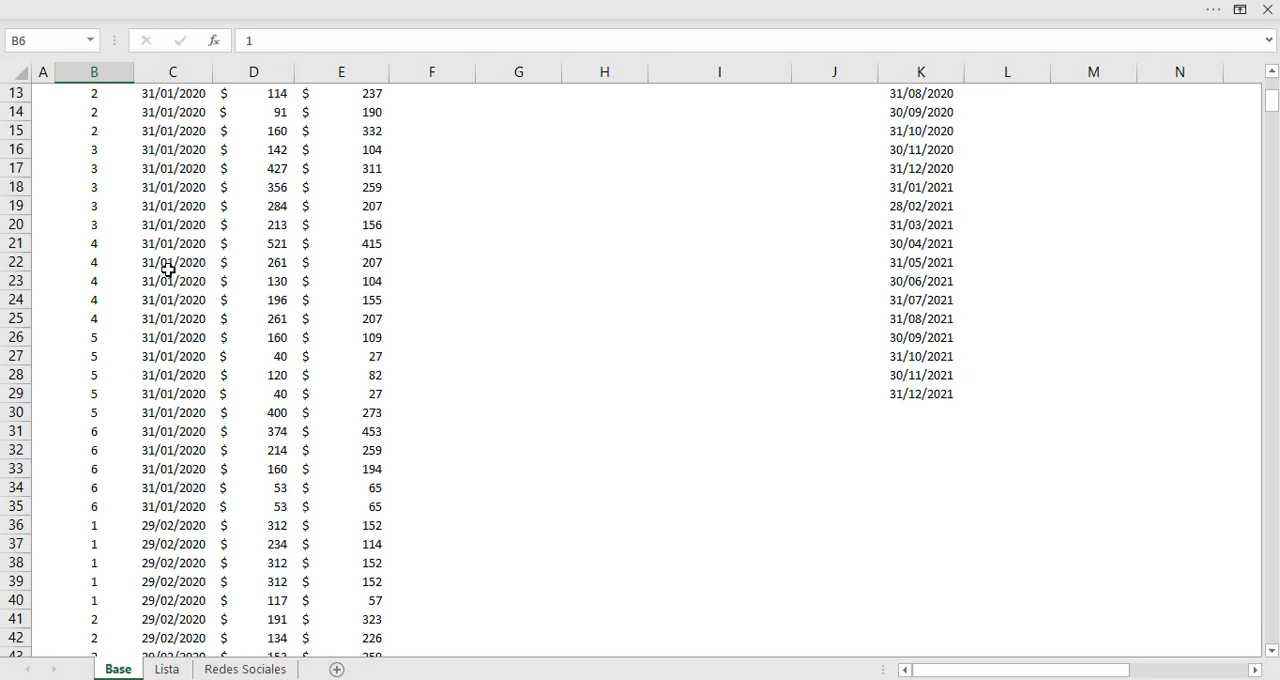 B6 fx 1
A B C D E F G H I J K L M N
13 2 31/01/2020 $ 114 $ 237 31/08/2020
14 2 31/01/2020 $ 91 $ 190 30/09/2020
15 2 31/01/2020 $ 160 $ 332 31/10/2020
16 3 31/01/2020 $ 142 $ 104 30/11/2020
17 3 31/01/2020 $ 427 $ 311 31/12/2020
18 3 31/01/2020 $ 356 $ 259 31/01/2021
19 3 31/01/2020 $ 284 $ 207 28/02/2021
20 3 31/01/2020 $ 213 $ 156 31/03/2021
21 4 31/01/2020 $ 521 $ 415 30/04/2021
22 4 31/01/2020 $ 261 $ 207 31/05/2021
23 4 31/01/2020 $ 130 $ 104 30/06/2021
24 4 31/01/2020 $ 196 $ 155 31/07/2021
25 4 31/01/2020 $ 261 $ 207 31/08/2021
26 5 31/01/2020 $ 160 $ 109 30/09/2021
27 5 31/01/2020 $ 40 $ 27 31/10/2021
28 5 31/01/2020 $ 120 $ 82 30/11/2021
29 5 31/01/2020 $ 40 $ 27 31/12/2021
30 5 31/01/2020 $ 400 $ 273
31 6 31/01/2020 $ 374 $ 453
32 6 31/01/2020 $ 214 $ 259
33 6 31/01/2020 $ 160 $ 194
34 6 31/01/2020 $ 53 $ 65
35 6 31/01/2020 $ 53 $ 65
36 1 29/02/2020 $ 312 $ 152
37 1 29/02/2020 $ 234 $ 114
38 1 29/02/2020 $ 312 $ 152
39 1 29/02/2020 $ 312 $ 152
40 1 29/02/2020 $ 117 $ 57
41 2 29/02/2020 $ 191 $ 323
42 2 29/02/2020 $ 134 $ 226
43 2 29/02/2020 $
Base Lista Redes Sociales